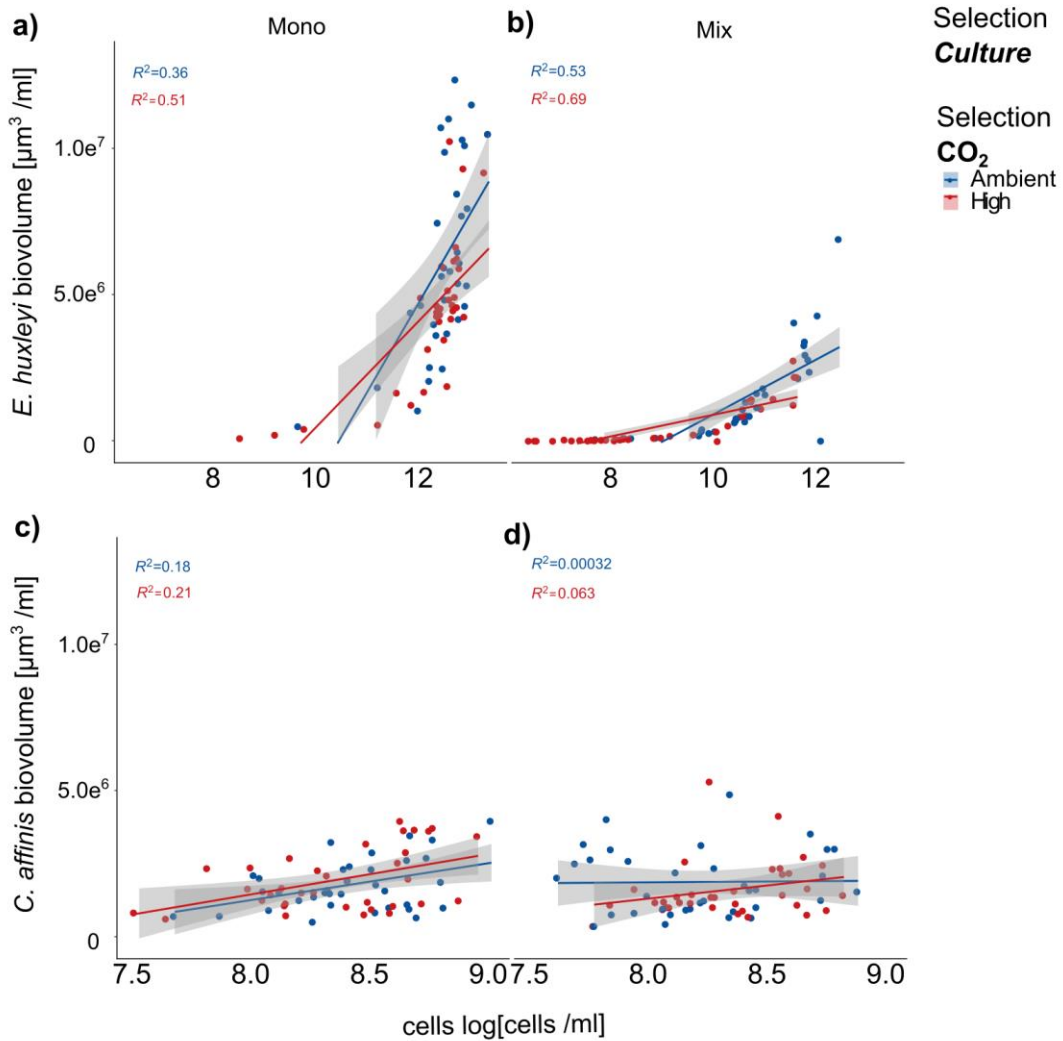 a)
Mono
b)
Mix
Selection
Culture
Selection
CO2
Ambient
High
R2=0.36
R2=0.51
R2=0.53
R2=0.69
E. huxleyi biovolume [µm3 /ml]
1.0e7
5.0e6
0
8 10 12
8 10 12
c)
d)
R2=0.18
R2=0.21
R2=0.00032
R2=0.063
C. affinis biovolume [µm3 /ml]
1.0e7
5.0e6
0
7.5 8.0 8.5 9.0
7.5 8.0 8.5 9.0
cells log[cells /ml]